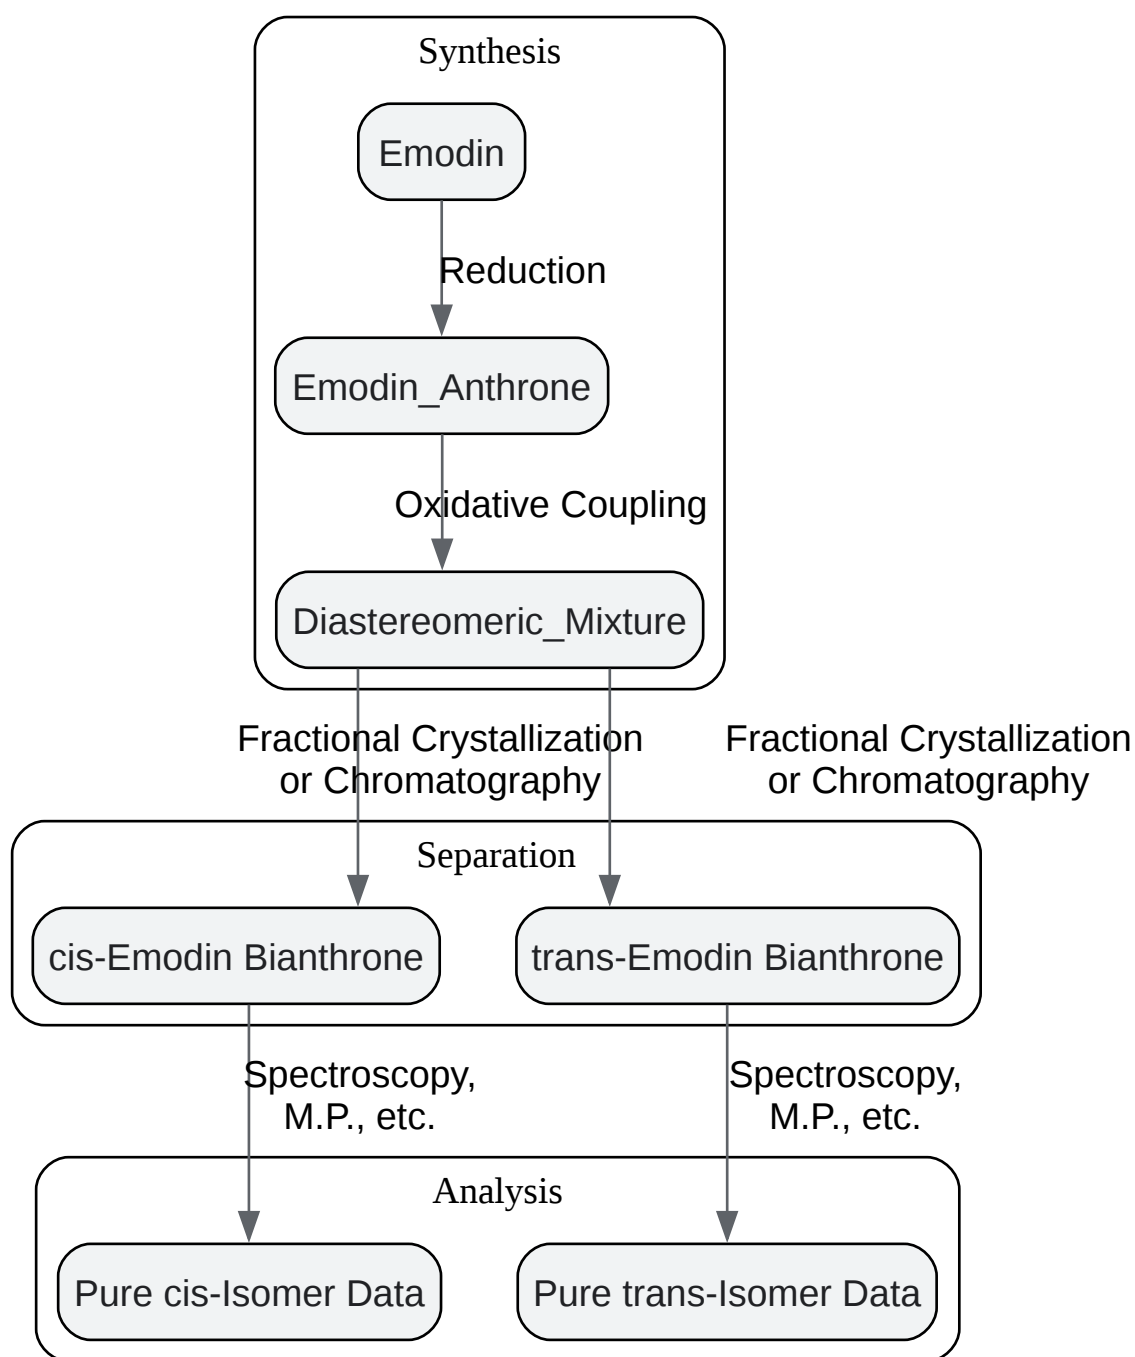 Synthesis
Emodin
Reduction
Emodin_Anthrone
Oxidative Coupling
Diastereomeric_Mixture
Fractional Crystallization
or Chromatography
Fractional Crystallization
or Chromatography
Separation
cis-Emodin Bianthrone
trans-Emodin Bianthrone
Spectroscopy,
M.P., etc.
Spectroscopy,
M.P., etc.
Analysis
Pure cis-Isomer Data
Pure trans-Isomer Data